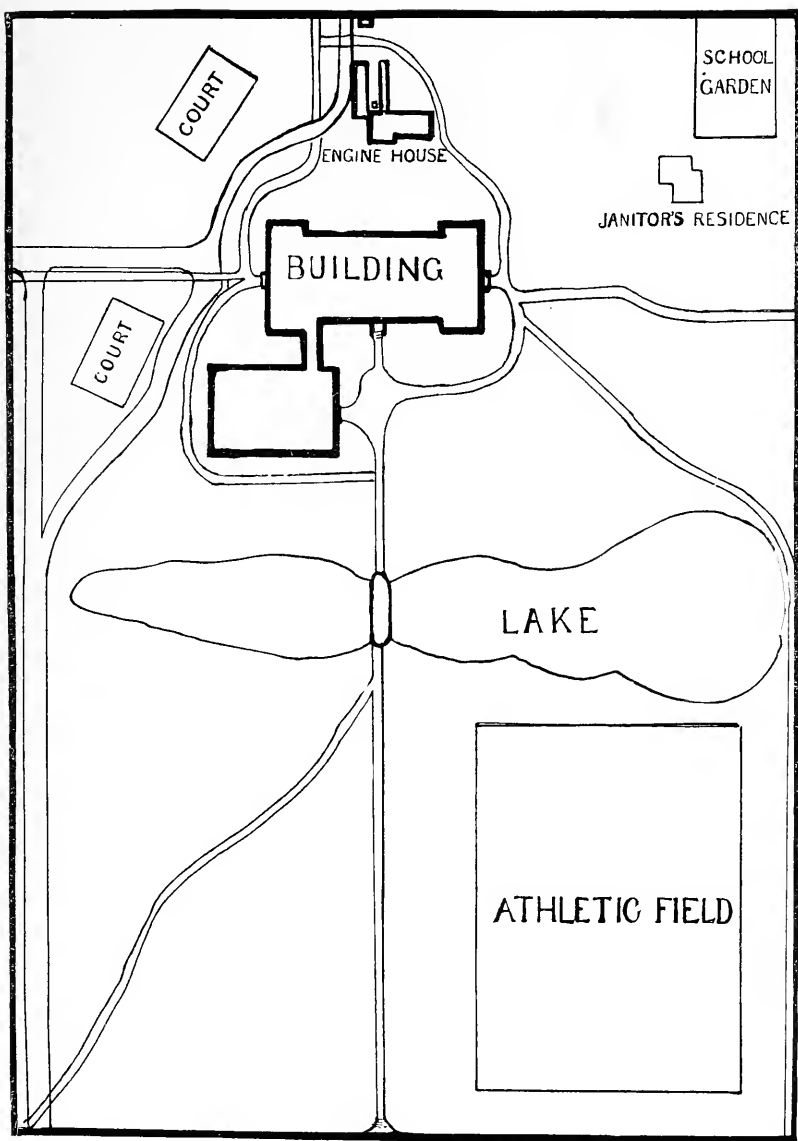 COURT
SCHOOL
GARDEN
ENGINE HOUSE
JANITOR'S RESIDENCE
BUILDING
COURT
LAKE
ATHLETIC FIELD